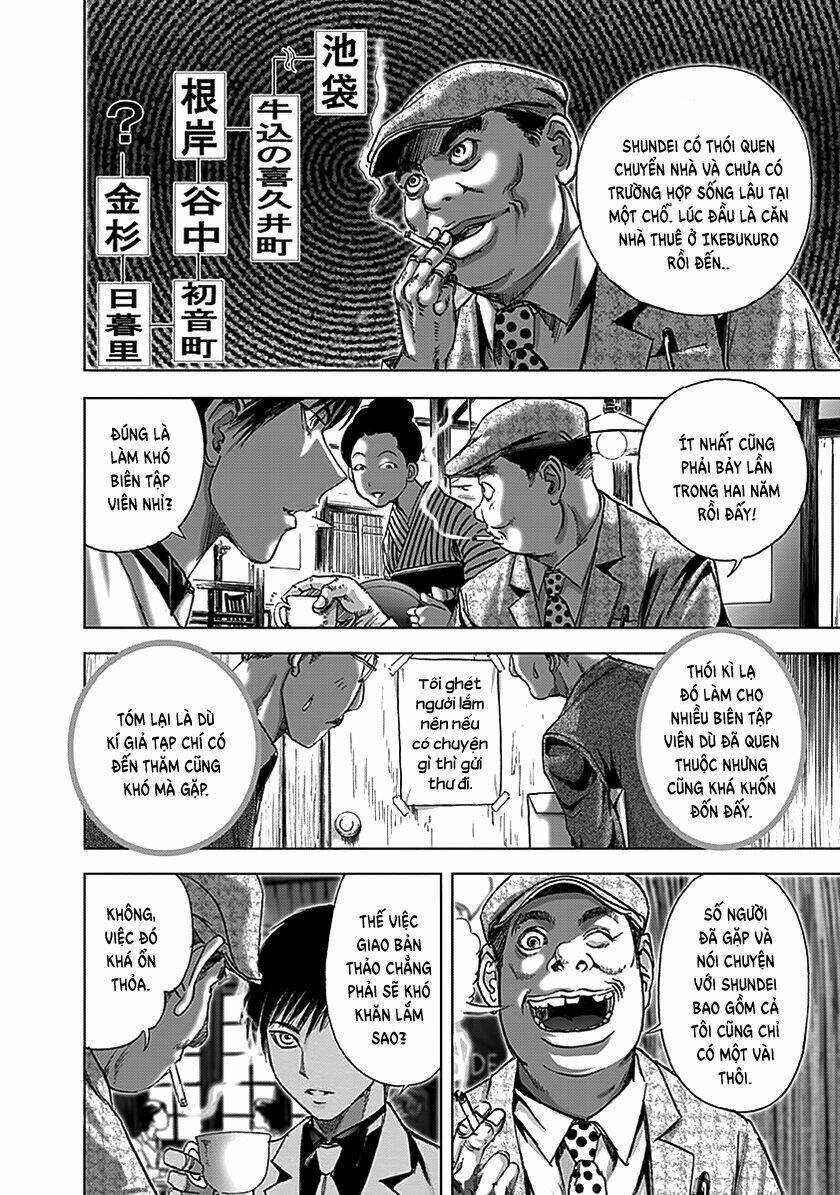 SHUNDEI CÓ THÓI QUEN
CHUYỂN NHÀ VÀ CHƯA CÓ
TRƯỜNG HỢP SỐNG LÂU TẠI
MỘT CHỖ. LÚC ĐẦU LÀ CĂN
NHÀ THUÊ Ở IKEBUKURO
RỒI ĐẾN..
池袋
牛込の喜久井町
根岸
谷中
初音町
日暮里
金杉
?
ÍT NHẤT CŨNG
PHẢI BẢY LẦN
TRONG HAI NĂM
RỒI ĐẤY!
ĐÚNG LÀ
LÀM KHÓ
BIÊN TẬP
VIÊN NHỈ?
THÓI KÌ LẠ
ĐÓ LÀM CHO
NHIỀU BIÊN TẬP
VIÊN DÙ ĐÃ QUEN
THUỘC NHƯNG
CŨNG KHÁ KHỐN
ĐỐN ĐẤY.
Tôi ghét
người lắm
nên nếu
có chuyện
gì thì gửi
thư đi.
TÓM LẠI LÀ DÙ
KÍ GIẢ TẠP CHÍ CÓ
ĐẾN THĂM CŨNG
KHÓ MÀ GẶP.
SỐ NGƯỜI
ĐÃ GẶP VÀ
NÓI CHUYỆN
VỚI SHUNDEI
BAO GỒM CẢ
TÔI CŨNG CHỈ
CÓ MỘT VÀI
THÔI.
THẾ VIỆC
GIAO BẢN
THẢO CHẲNG
PHẢI SẼ KHÓ
KHĂN LẮM
SAO?
KHÔNG,
VIỆC ĐÓ
KHÁ ỔN
THỎA.